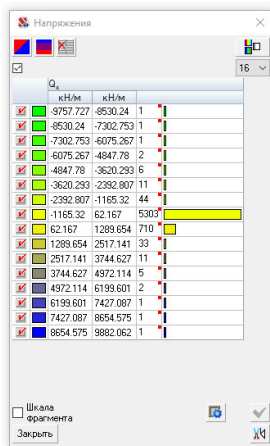 Напряжения
16
Qx
кН/м кН/м
-9757.727 -8530.24 1
-8530.24 -7302.753 1
-7302.753 -6075.267 1
-6075.267 -4847.78 2
-4847.78 -3620.293 6
-3620.293 -2392.807 11
-2392.807 -1165.32 44
-1165.32 62.167 5303
62.167 1289.654 710
1289.654 2517.141 33
2517.141 3744.627 11
3744.627 4972.114 5
4972.114 6199.601 2
6199.601 7427.087 1
7427.087 8654.575 1
8654.575 9882.062 1
Шкала
фрагмента
Закрыть